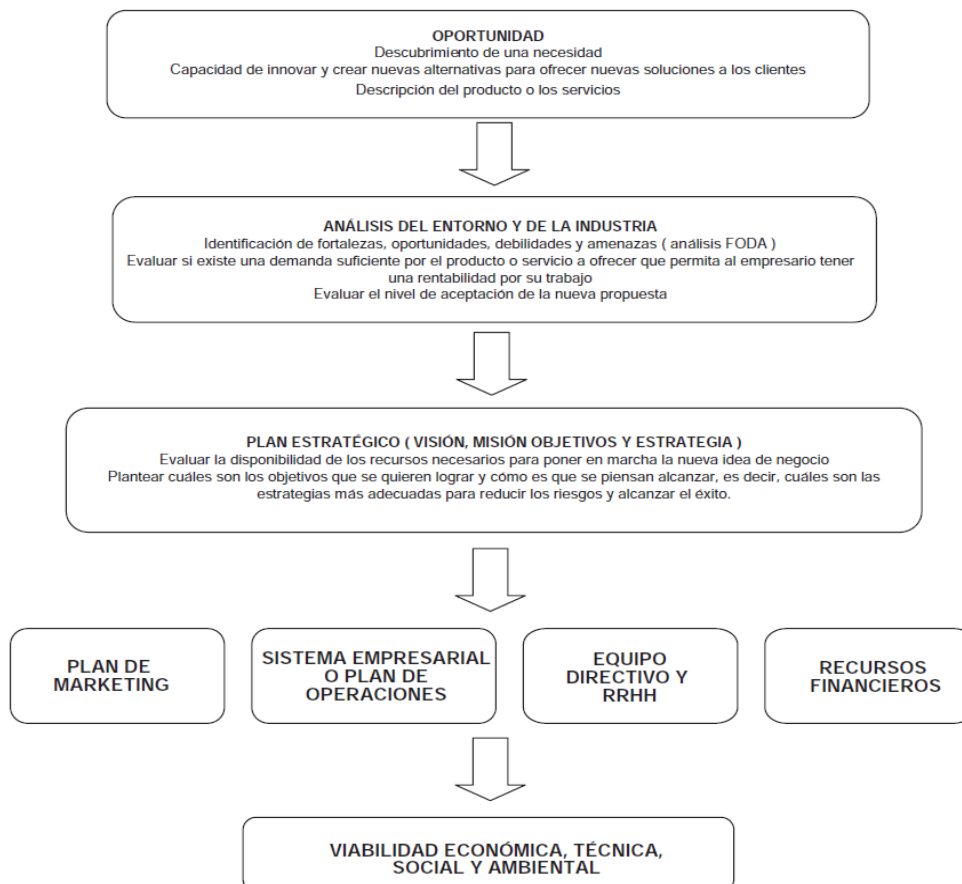 OPORTUNIDAD
Descubrimiento de una necesidad
Capacidad de innovar y crear nuevas alternativas para ofrecer nuevas soluciones a los clientes
Descripción del producto o los servicios
ANÁLISIS DEL ENTORNO Y DE LA INDUSTRIA
Identificación de fortalezas, oportunidades, debilidades y amenazas ( análisis FODA )
Evaluar si existe una demanda suficiente por el producto o servicio a ofrecer que permita al empresario tener
una rentabilidad por su trabajo
Evaluar el nivel de aceptación de la nueva propuesta
PLAN ESTRATÉGICO ( VISIÓN, MISIÓN OBJETIVOS Y ESTRATEGIA )
Evaluar la disponibilidad de los recursos necesarios para poner en marcha la nueva idea de negocio
Plantear cuáles son los objetivos que se quieren lograr y cómo es que se piensan alcanzar, es decir, cuáles son las
estrategias más adecuadas para reducir los riesgos y alcanzar el éxito.
PLAN DE
MARKETING
SISTEMA EMPRESARIAL
O PLAN DE
OPERACIONES
EQUIPO
DIRECTIVO Y
RRHH
RECURSOS
FINANCIEROS
VIABILIDAD ECONÓMICA, TÉCNICA,
SOCIAL Y AMBIENTAL